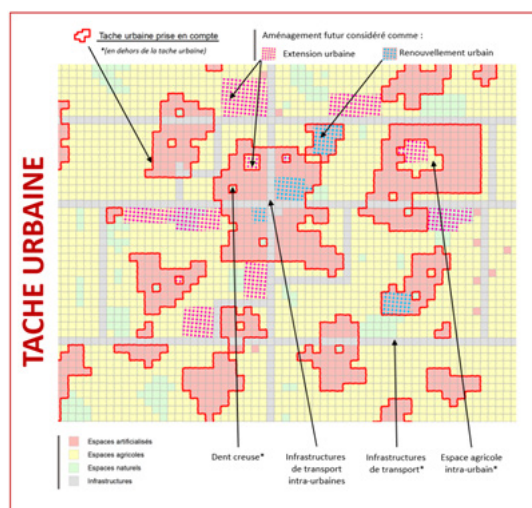 Tache urbaine prise en compte
*(en dehors de la tache urbaine)
Aménagement futur considéré comme :
Extension urbaine
Renouvellement urbain
TACHE URBAINE
Espaces artificialisés
Espaces agricoles
Espaces naturels
Infrastructures
Dent creuse*
Infrastructures
de transport
intra-urbaines
Infrastructures
de transport*
Espace agricole
intra-urbain*